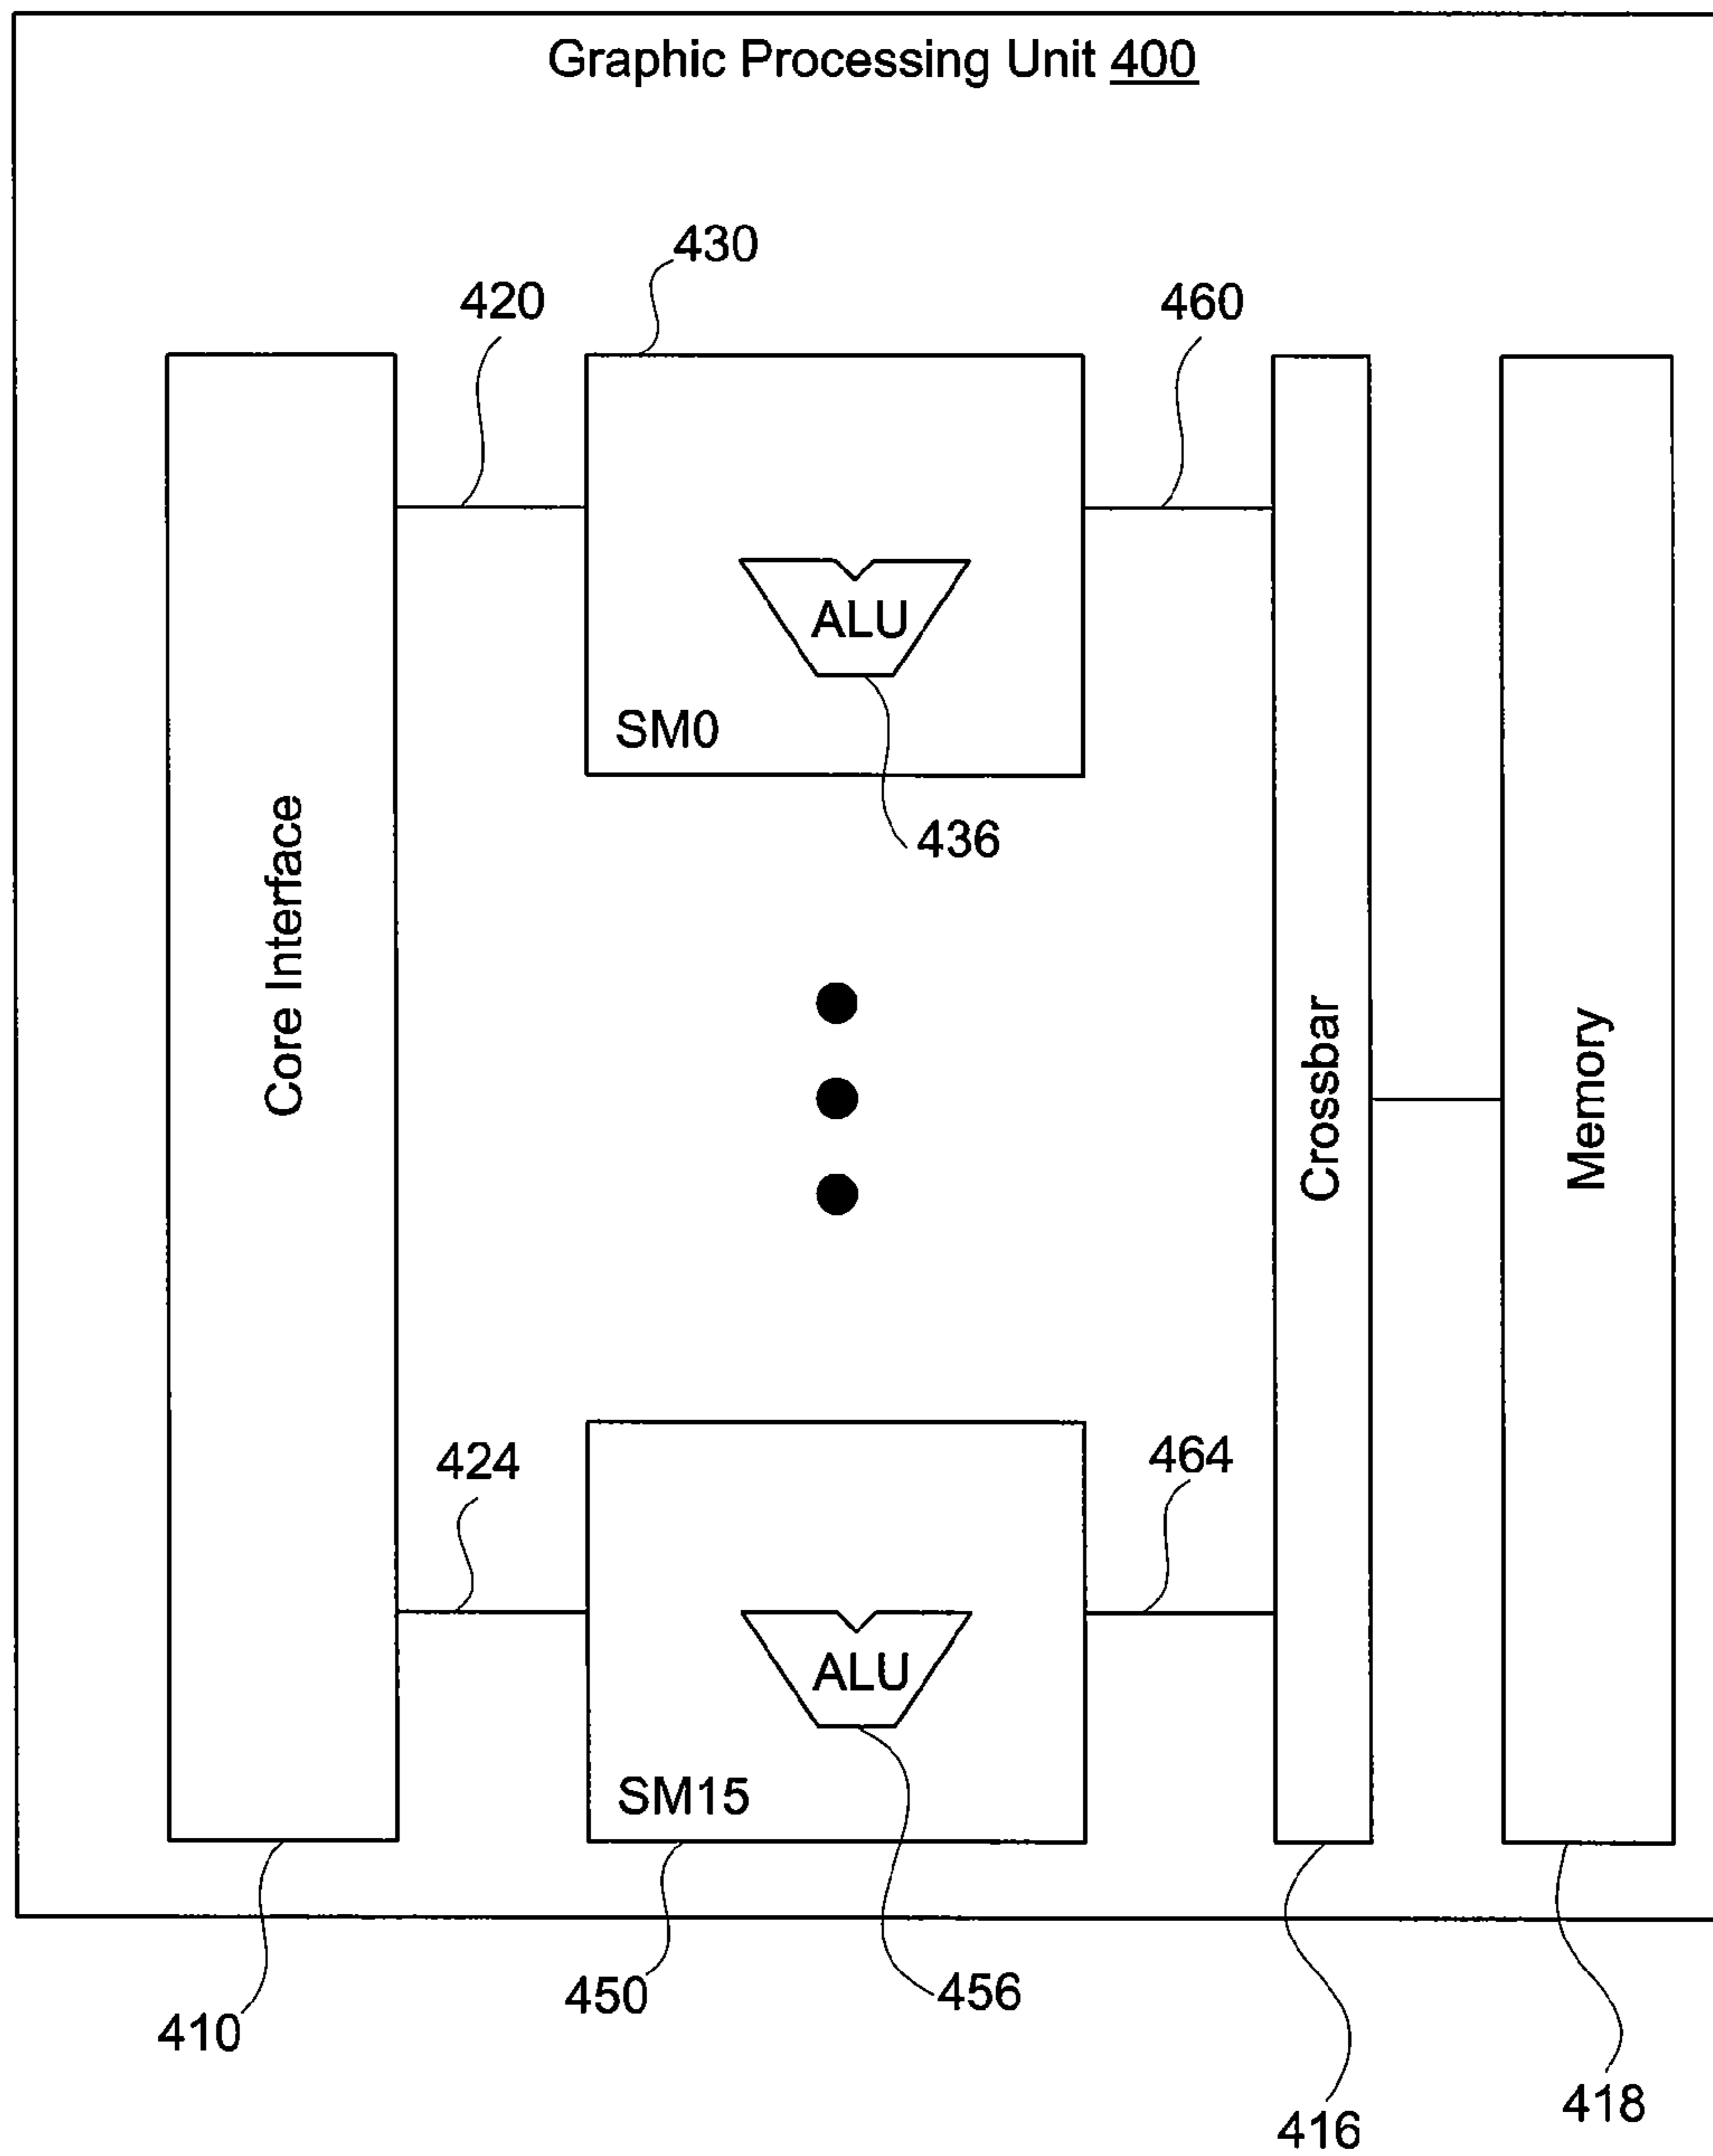 Graphic Processing Unit 400
430
420
460
ALU
SM0
436
Core Interface
Crossbar
Memory
424
464
ALU
SM15
450
456
410
416
418